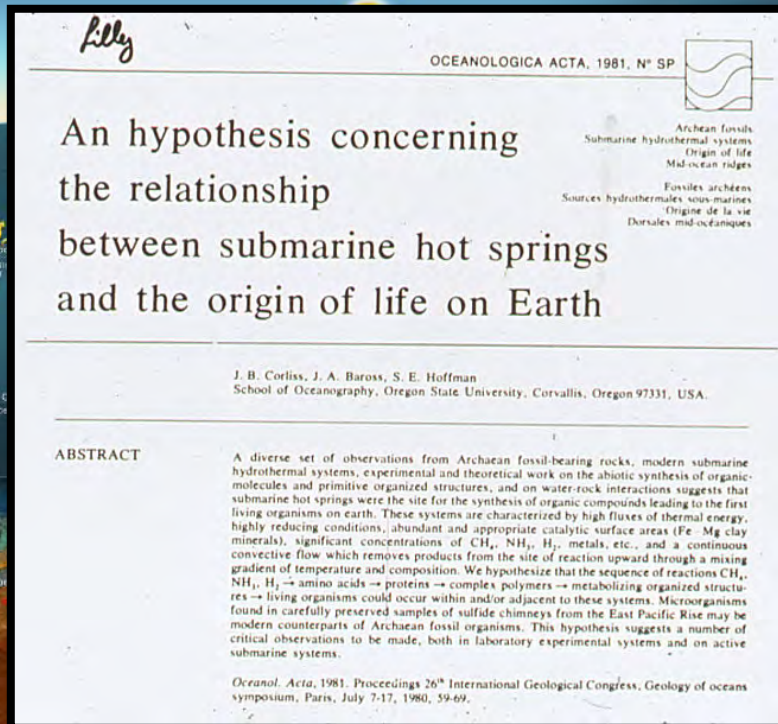 Lilly
OCEANOLOGICA ACTA, 1981, N° SP
An hypothesis concerning
the relationship
between submarine hot springs
and the origin of life on Earth
Archean fossils
Submarine hydrothermal systems
Origin of life
Mid-ocean ridges
Fossiles archéens
Sources hydrothermales sous-marines
Origine de la vie
Dorsales mid-océaniques
J. B. Corliss, J. A. Baross, S. E. Hoffman
School of Oceanography, Oregon State University, Corvallis, Oregon 97331, USA.
ABSTRACT
A diverse set of observations from Archaean fossil-bearing rocks, modern submarine
hydrothermal systems, experimental and theoretical work on the abiotic synthesis of organic-
molecules and primitive organized structures, and on water-rock interactions suggests that
submarine hot springs were the site for the synthesis of organic compounds leading to the first
living organisms on earth. These systems are characterized by high fluxes of thermal energy,
highly reducing conditions, abundant and appropriate catalytic surface areas (Fe-Mg clay
minerals), significant concentrations of CH₄, NH₃, H₂, metals, etc., and a continuous
convective flow which removes products from the site of reaction upward through a mixing
gradient of temperature and composition. We hypothesize that the sequence of reactions CH₄,
NH₃, H₂ → amino acids → proteins → complex polymers → metabolizing organized structu-
res → living organisms could occur within and/or adjacent to these systems. Microorganisms
found in carefully preserved samples of sulfide chimneys from the East Pacific Rise may be
modern counterparts of Archaean fossil organisms. This hypothesis suggests a number of
critical observations to be made, both in laboratory experimental systems and on active
submarine systems.
Oceanol. Acta, 1981. Proceedings 26th International Geological Congress, Geology of oceans
symposium, Paris, July 7-17, 1980, 59-69.